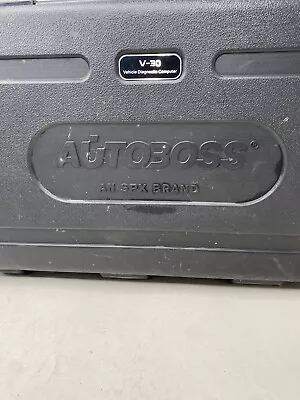 V-30
Vehicle Diagnostic Computer
AUTOBOSS®
AN SPX BRAND